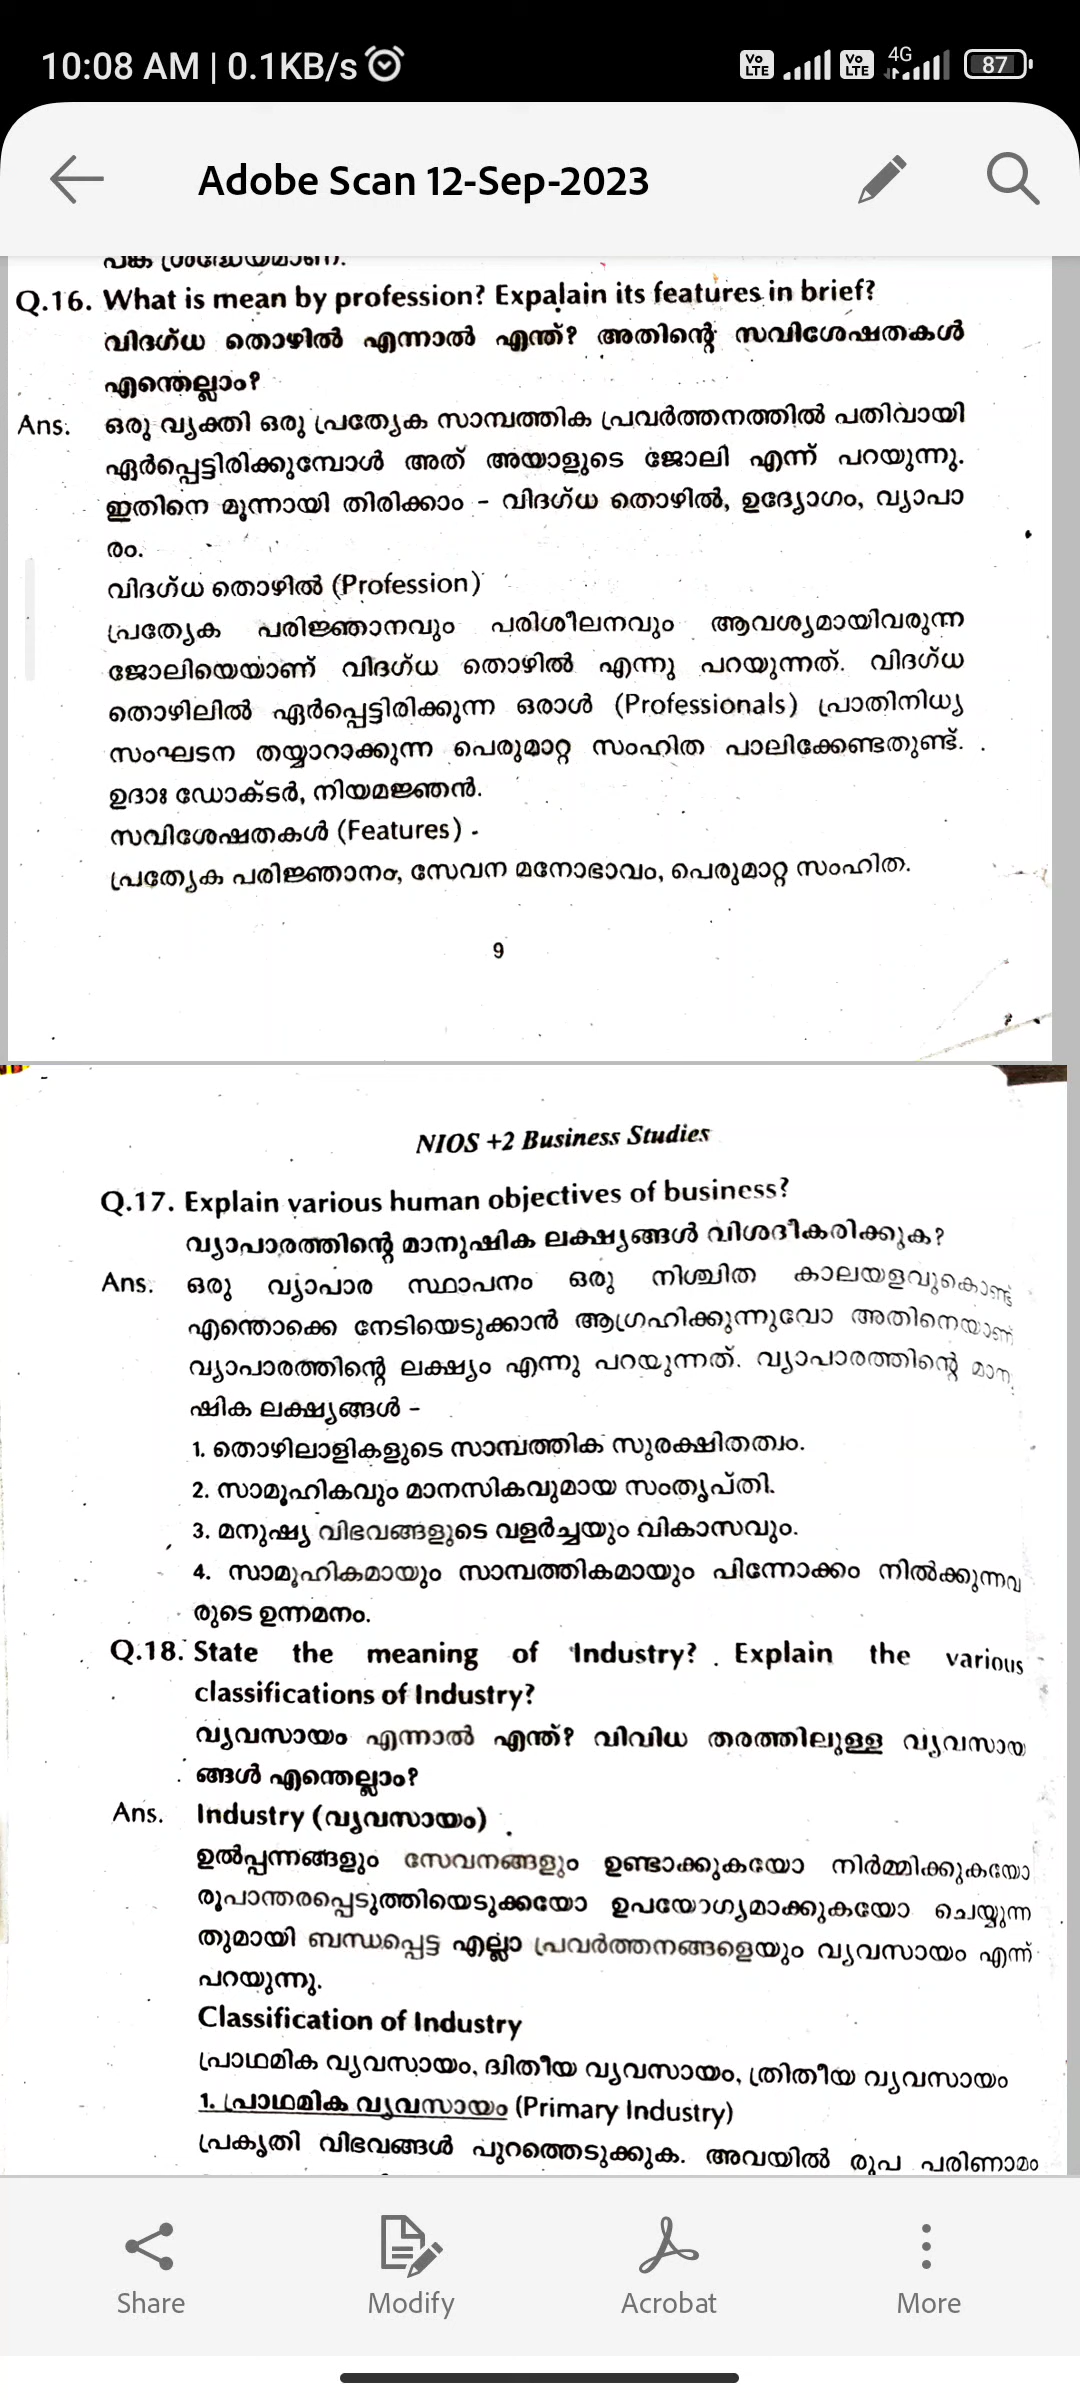 10:08 AM | 0.1KB/s
Vo LTE Vo LTE 4G 87
Adobe Scan 12-Sep-2023
പങ്ക് ശ്രദ്ധേയമാണ്.
Q.16. What is mean by profession? Expalain its features in brief?
വിദഗ്ധ തൊഴിൽ എന്നാൽ എന്ത്? അതിന്റെ സവിശേഷതകൾ
എന്തെല്ലാം?
Ans. ഒരു വ്യക്തി ഒരു പ്രത്യേക സാമ്പത്തിക പ്രവർത്തനത്തിൽ പതിവായി
ഏർപ്പെട്ടിരിക്കുമ്പോൾ അത് അയാളുടെ ജോലി എന്ന് പറയുന്നു.
ഇതിനെ മൂന്നായി തിരിക്കാം - വിദഗ്ധ തൊഴിൽ, ഉദ്യോഗം, വ്യാപാ
രം.
വിദഗ്ധ തൊഴിൽ (Profession)
പ്രത്യേക പരിജ്ഞാനവും പരിശീലനവും ആവശ്യമായിവരുന്ന
ജോലിയെയാണ് വിദഗ്ധ തൊഴിൽ എന്നു പറയുന്നത്. വിദഗ്ധ
തൊഴിലിൽ ഏർപ്പെട്ടിരിക്കുന്ന ഒരാൾ (Professionals) പ്രാതിനിധ്യ
സംഘടന തയ്യാറാക്കുന്ന പെരുമാറ്റ സംഹിത പാലിക്കേണ്ടതുണ്ട്.
ഉദാഃ ഡോക്ടർ, നിയമജ്ഞൻ.
സവിശേഷതകൾ (Features) -
പ്രത്യേക പരിജ്ഞാനം, സേവന മനോഭാവം, പെരുമാറ്റ സംഹിത.
9
NIOS +2 Business Studies
Q.17. Explain various human objectives of business?
വ്യാപാരത്തിന്റെ മാനുഷിക ലക്ഷ്യങ്ങൾ വിശദീകരിക്കുക?
Ans. ഒരു വ്യാപാര സ്ഥാപനം ഒരു നിശ്ചിത കാലയളവുകൊണ്ട്
എന്തൊക്കെ നേടിയെടുക്കാൻ ആഗ്രഹിക്കുന്നുവോ അതിനെയാണ്
വ്യാപാരത്തിന്റെ ലക്ഷ്യം എന്നു പറയുന്നത്. വ്യാപാരത്തിന്റെ മാനു
ഷിക ലക്ഷ്യങ്ങൾ -
1. തൊഴിലാളികളുടെ സാമ്പത്തിക സുരക്ഷിതത്വം.
2. സാമൂഹികവും മാനസികവുമായ സംതൃപ്തി.
3. മനുഷ്യ വിഭവങ്ങളുടെ വളർച്ചയും വികാസവും.
4. സാമൂഹികമായും സാമ്പത്തികമായും പിന്നോക്കം നിൽക്കുന്നവ
രുടെ ഉന്നമനം.
Q.18. State the meaning of Industry? Explain the various
classifications of Industry?
വ്യവസായം എന്നാൽ എന്ത്? വിവിധ തരത്തിലുള്ള വ്യവസായ
ങ്ങൾ എന്തെല്ലാം?
Ans. Industry (വ്യവസായം)
ഉൽപ്പന്നങ്ങളും സേവനങ്ങളും ഉണ്ടാക്കുകയോ നിർമ്മിക്കുകയോ
രൂപാന്തരപ്പെടുത്തിയെടുക്കയോ ഉപയോഗ്യമാക്കുകയോ ചെയ്യുന്ന
തുമായി ബന്ധപ്പെട്ട എല്ലാ പ്രവർത്തനങ്ങളെയും വ്യവസായം എന്ന്
പറയുന്നു.
Classification of Industry
പ്രാഥമിക വ്യവസായം, ദ്വിതീയ വ്യവസായം, ത്രിതീയ വ്യവസായം
1. പ്രാഥമിക വ്യവസായം (Primary Industry)
പ്രകൃതി വിഭവങ്ങൾ പുറത്തെടുക്കുക. അവയിൽ രൂപ പരിണാമം
Share Modify Acrobat More